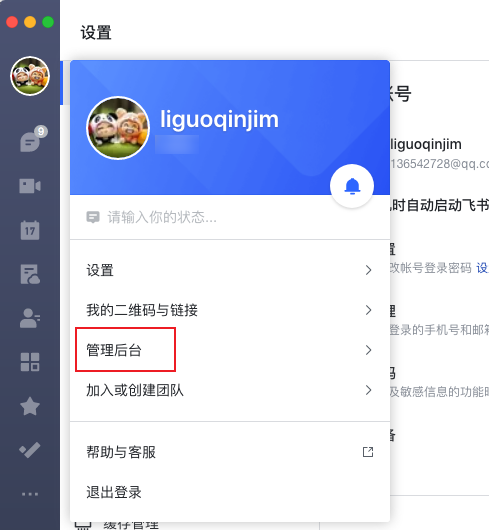 设置
9
liguoqinjim
17
请输入你的状态...
设置
我的二维码与链接
管理后台
加入或创建团队
帮助与客服
退出登录
账号
liguoqinjim
136542728@qq.co
时自动启动飞书
置
改帐号登录密码 设
理
登录的手机号和邮箱
码
及敏感信息的功能时
备
缓存管理